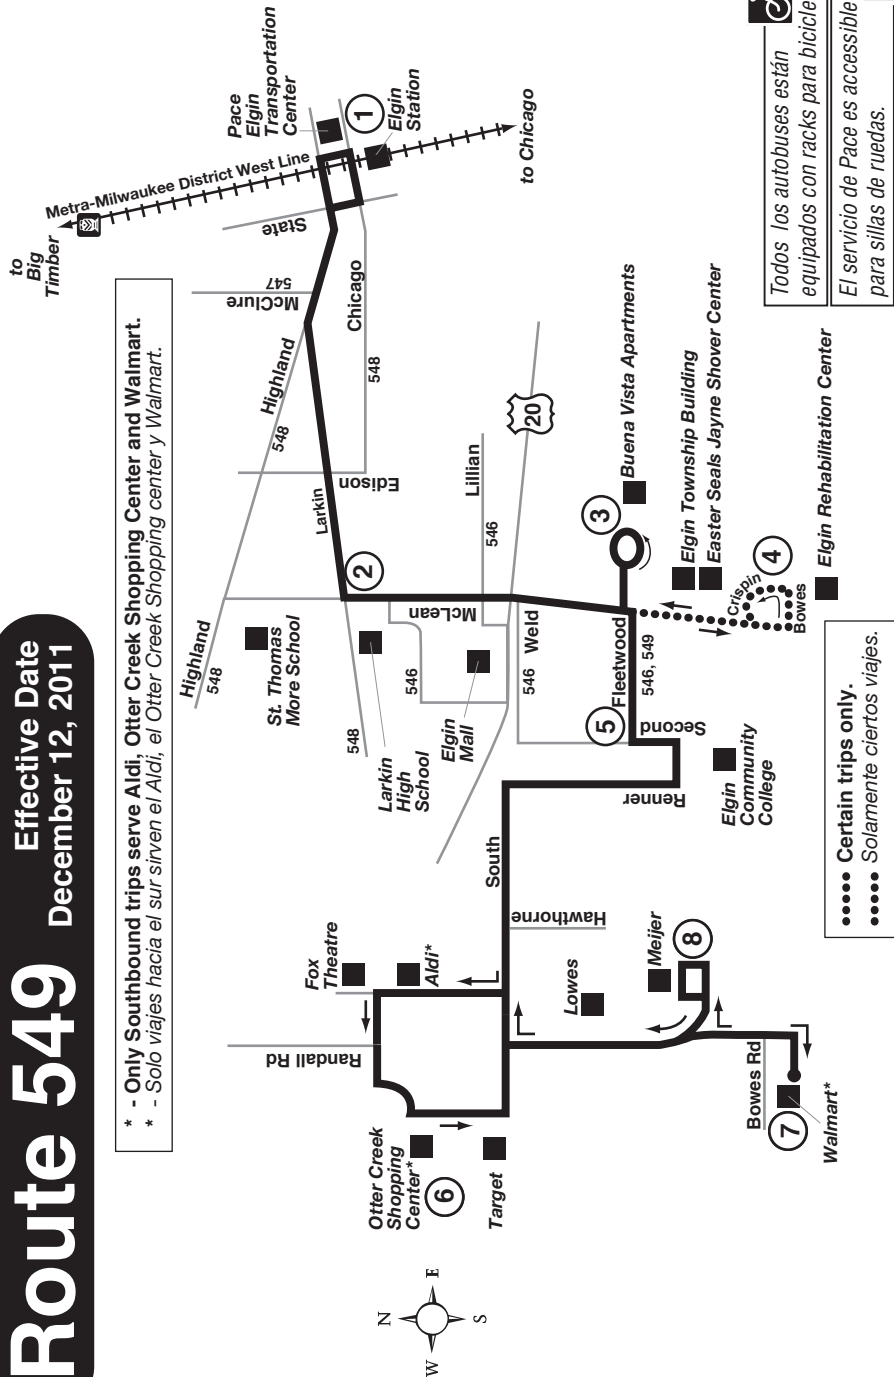 Route 549
Effective Date
December 12, 2011
* - Only Southbound trips serve Aldi, Otter Creek Shopping Center and Walmart.
* - Solo viajes hacia el sur sirven el Aldi, el Otter Creek Shopping center y Walmart.
to
Big
Timber
Metra-Milwaukee District West Line
Pace
Elgin
Transportation
Center
1
Elgin
Station
to Chicago
State
McClure
547
Highland
548
Chicago
548
Edison
Larkin
2
Highland
548
St. Thomas
More School
548
Larkin
High
School
McLean
546
Elgin
Mall
Lillian
546
20
Weld
546
Fleetwood
546, 549
3
Buena Vista Apartments
Elgin Township Building
Easter Seals Jayne Shover Center
Crispin
4
Bowes
Elgin Rehabilitation Center
5
Second
Renner
Elgin
Community
College
South
Hawthorne
Fox
Theatre
Aldi*
Randall Rd
Otter Creek
Shopping
Center*
6
Target
Lowes
Meijer
8
Bowes Rd
7
Walmart*
N
W
E
S
Certain trips only.
Solamente ciertos viajes.
Todos los autobuses están
equipados con racks para bicicle
El servicio de Pace es accessible
para sillas de ruedas.